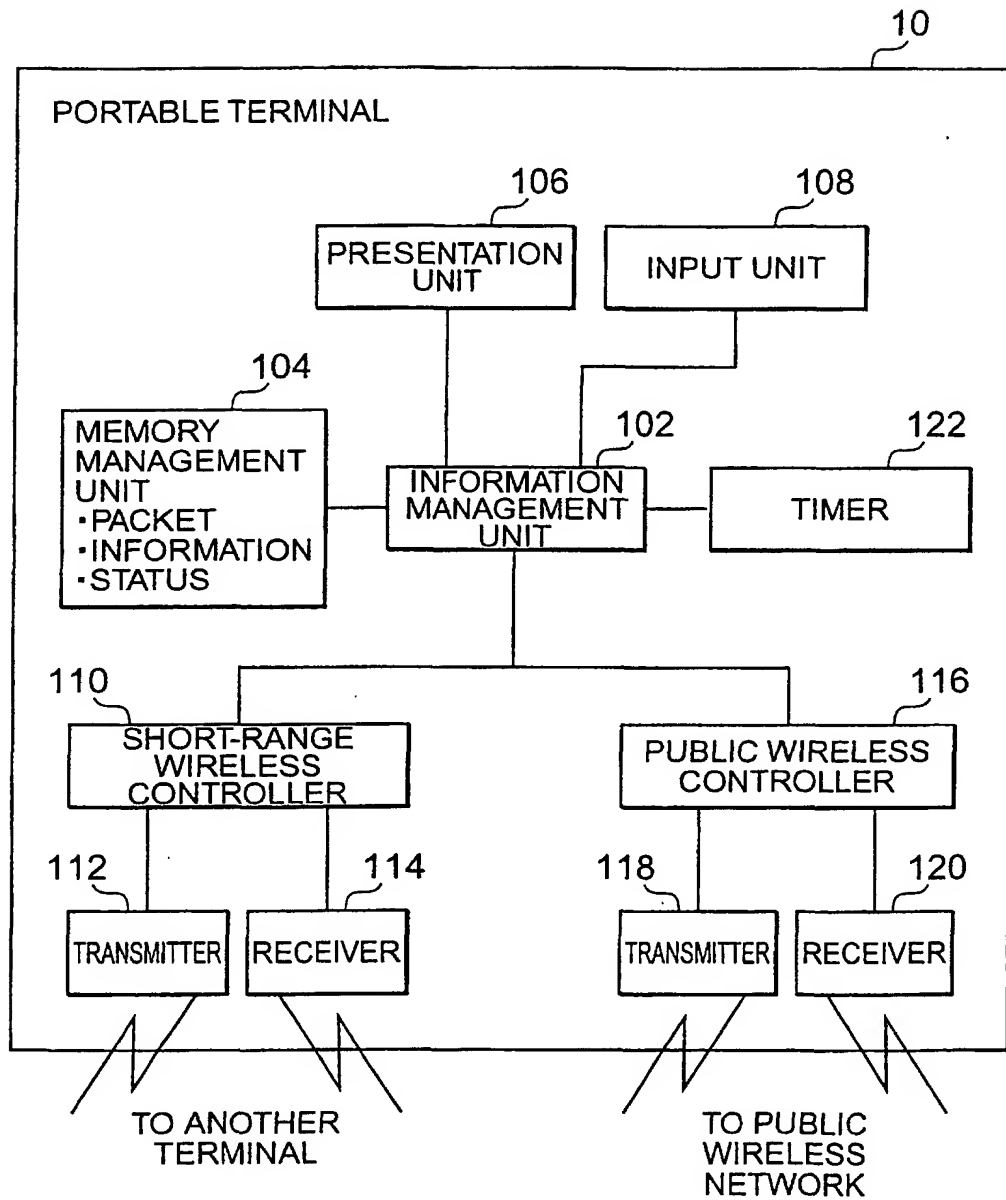 10
PORTABLE TERMINAL
106
PRESENTATION
UNIT
108
INPUT UNIT
104
MEMORY
MANAGEMENT
UNIT
・PACKET
・INFORMATION
・STATUS
102
INFORMATION
MANAGEMENT
UNIT
122
TIMER
110
SHORT-RANGE
WIRELESS
CONTROLLER
116
PUBLIC WIRELESS
CONTROLLER
112
TRANSMITTER
114
RECEIVER
118
TRANSMITTER
120
RECEIVER
TO ANOTHER
TERMINAL
TO PUBLIC
WIRELESS
NETWORK